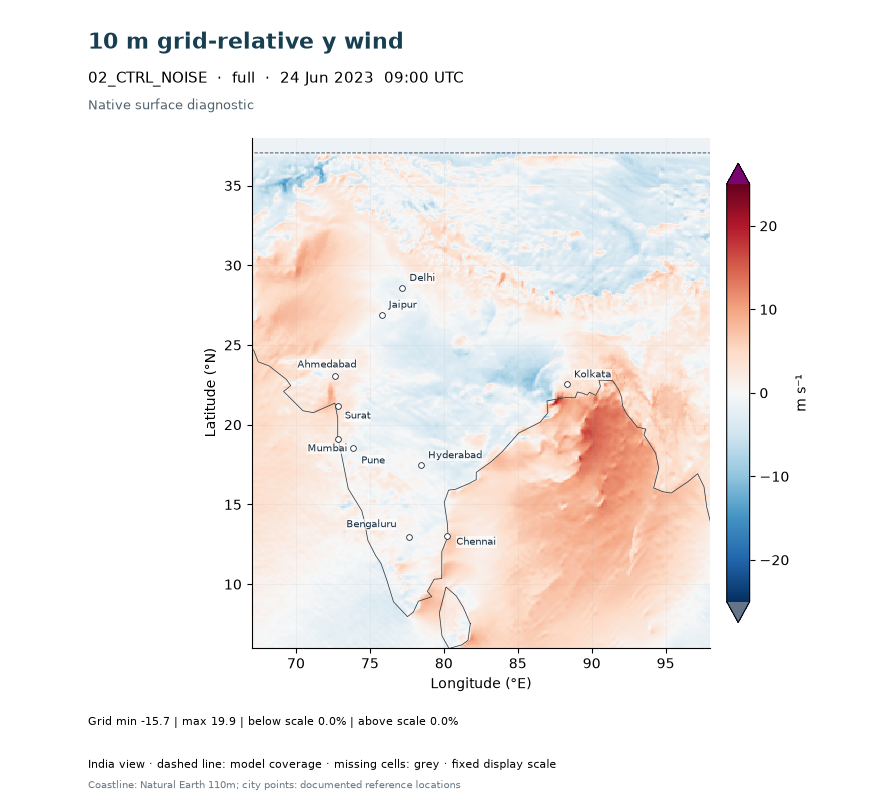 10 m grid-relative y wind
02_CTRL_NOISE · full · 24 Jun 2023 09:00 UTC
Native surface diagnostic
35
30
25
20
15
10
Latitude (°N)
Delhi
Jaipur
Ahmedabad
Kolkata
Surat
Mumbai
Pune
Hyderabad
Bengaluru
Chennai
70 75 80 85 90 95
Longitude (°E)
20
10
0
−10
−20
m s⁻¹
Grid min -15.7 | max 19.9 | below scale 0.0% | above scale 0.0%
India view · dashed line: model coverage · missing cells: grey · fixed display scale
Coastline: Natural Earth 110m; city points: documented reference locations